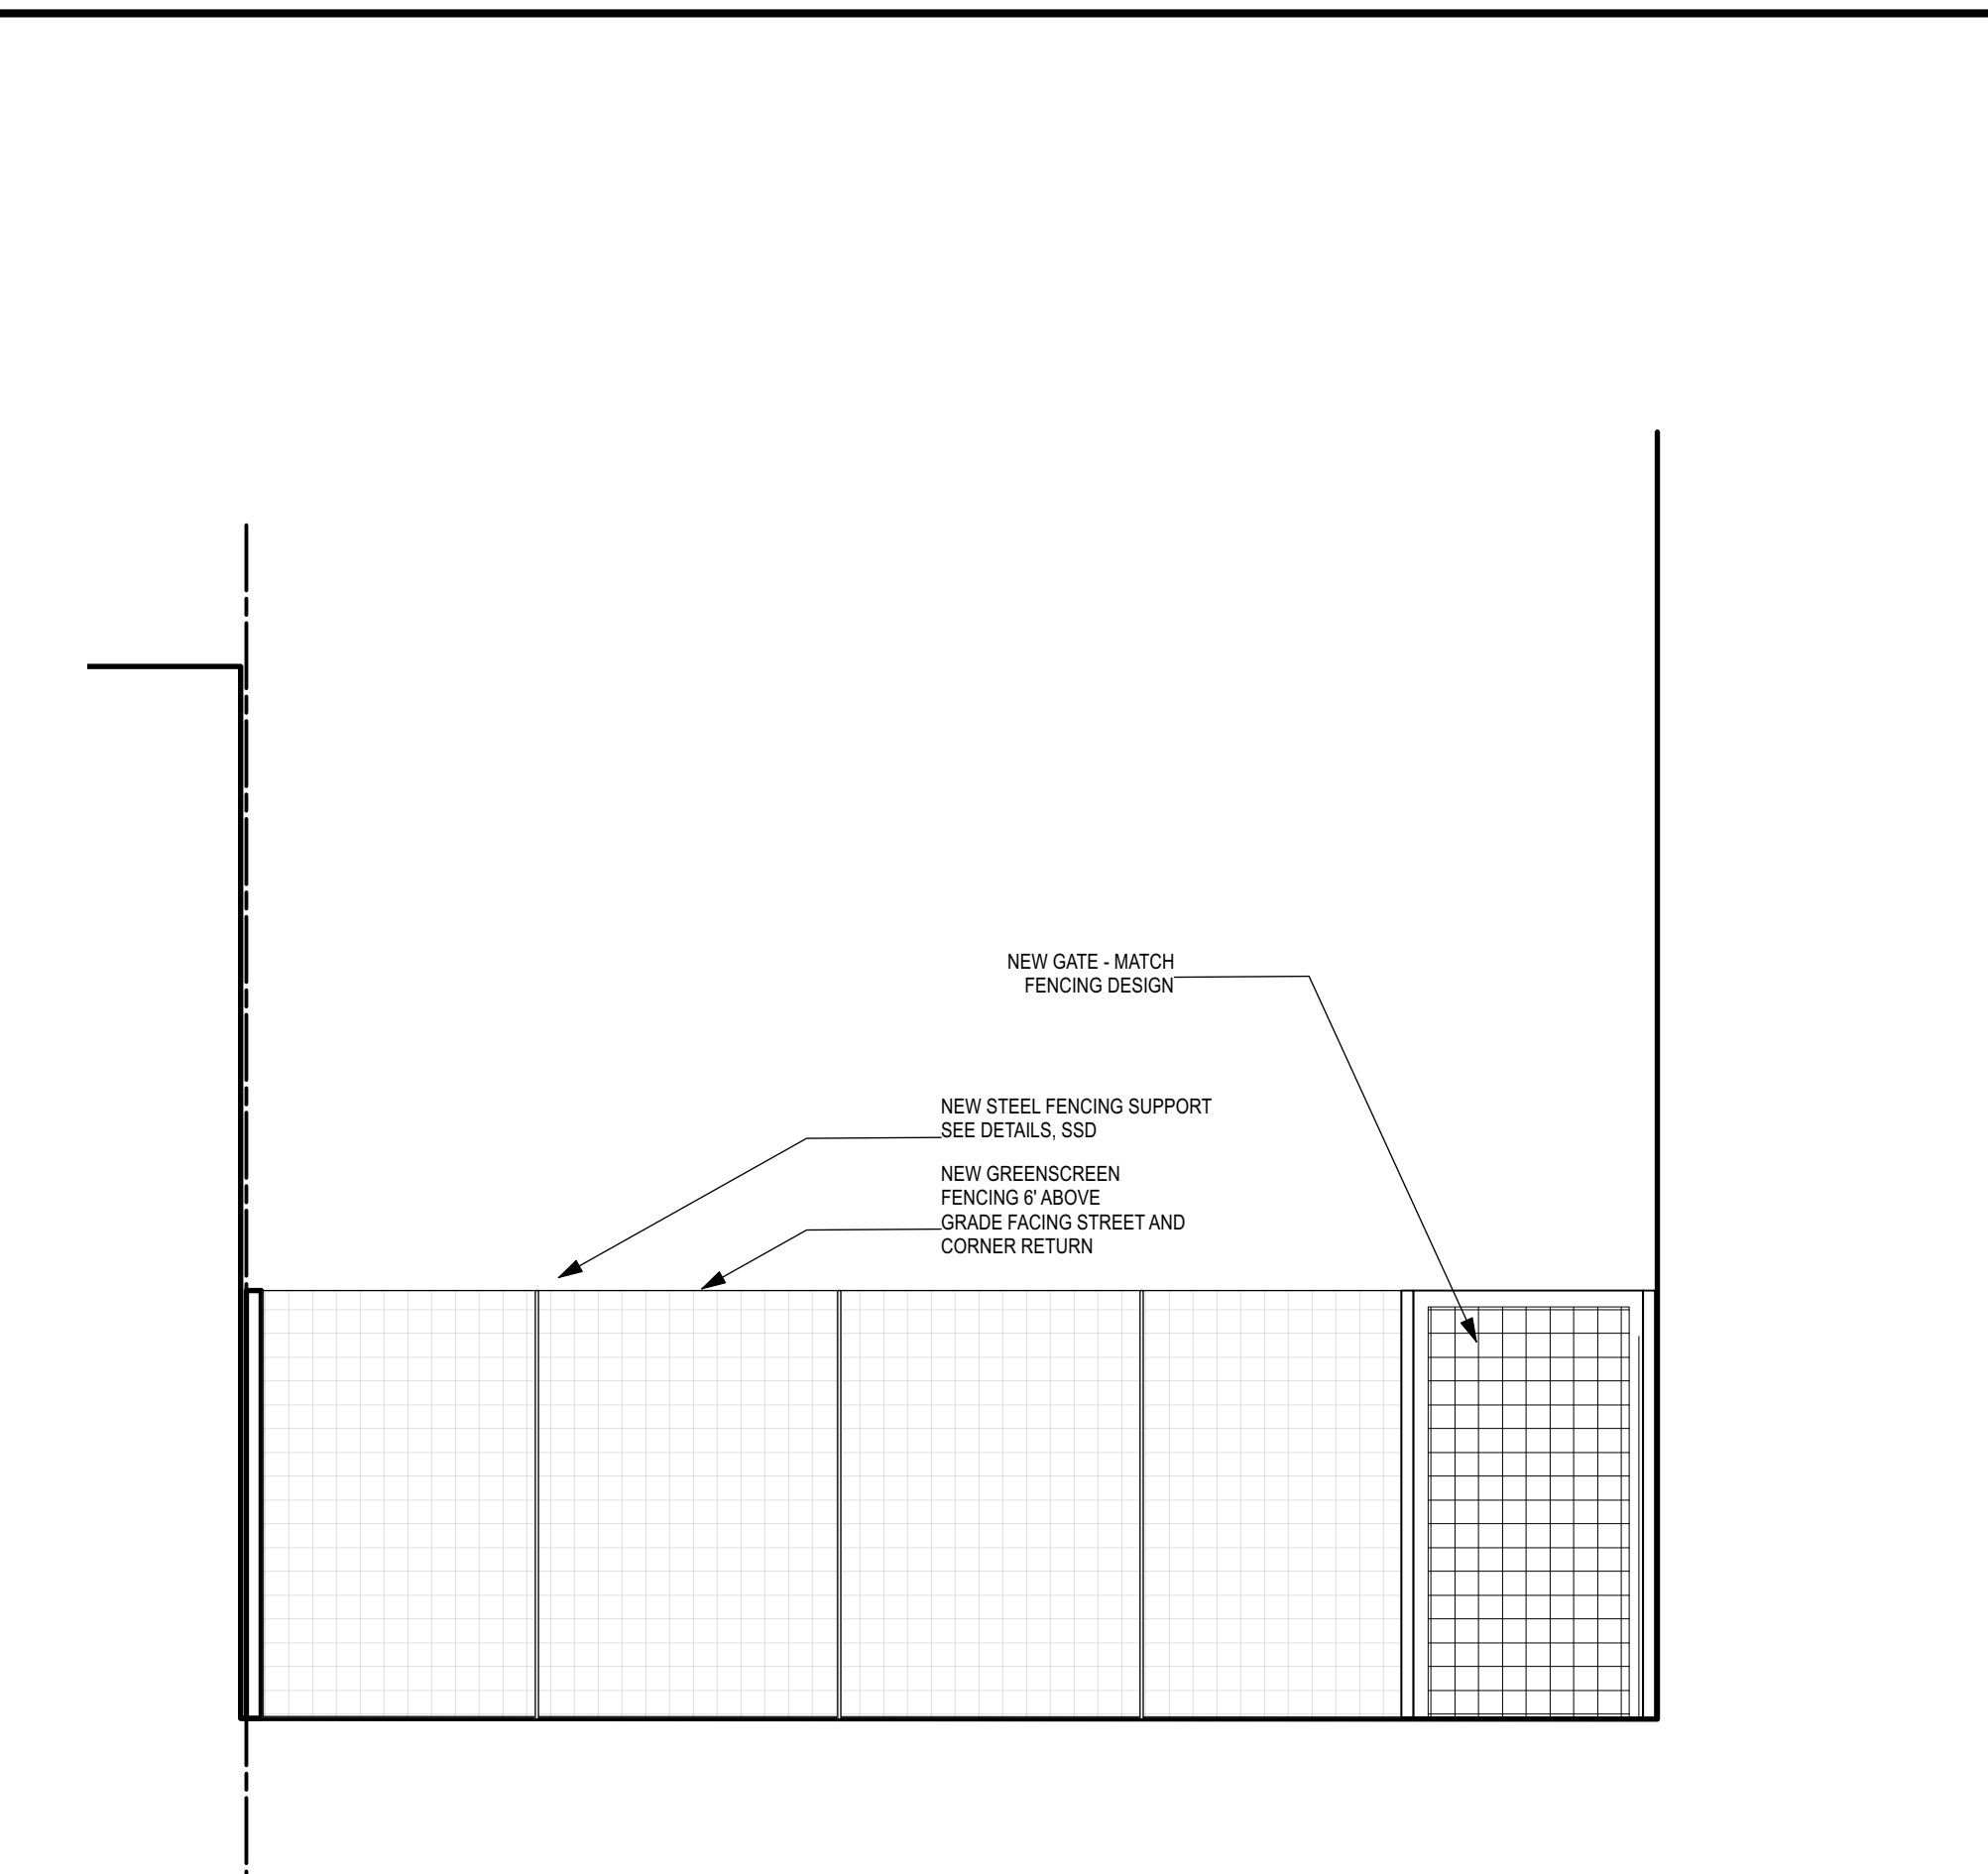 NEW GATE - MATCH
FENCING DESIGN
NEW STEEL FENCING SUPPORT
SEE DETAILS, SSD
NEW GREENSCREEN
FENCING 6' ABOVE
GRADE FACING STREET AND
CORNER RETURN